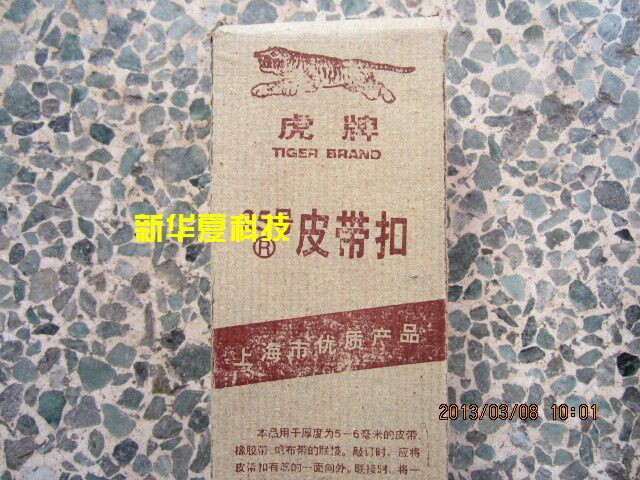 虎牌
TIGER BRAND
新华夏科技
皮带扣
R
上海市优质产品
本品用于厚度为5-6毫米的皮带、
橡胶带、帆布带的联接。敲订时,应将
皮带扣有的一面向外。联接时,将一
2013/03/08 10:01